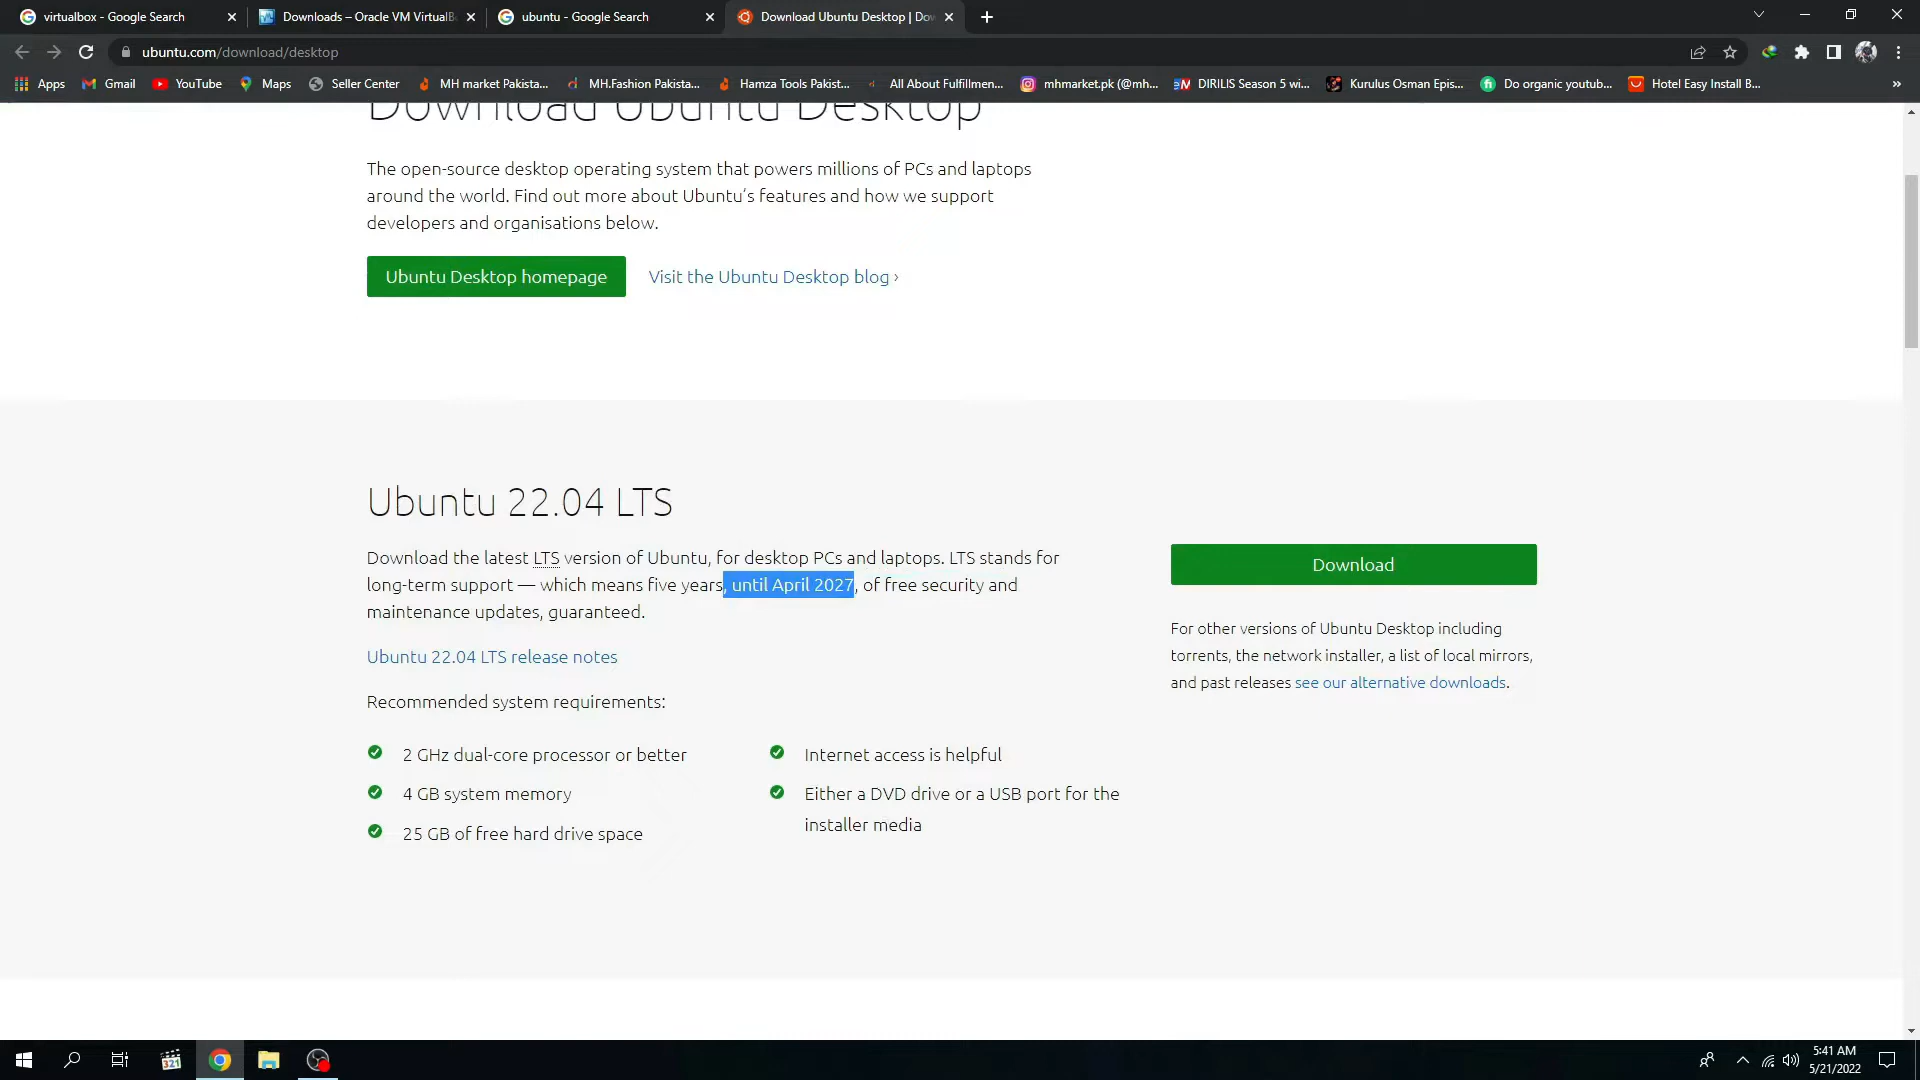 virtualbox - Google Search
Downloads – Oracle VM VirtualB
ubuntu - Google Search
Download Ubuntu Desktop | Dow
ubuntu.com/download/desktop
Apps
Gmail
YouTube
Maps
Seller Center
MH market Pakista...
MH.Fashion Pakista...
Hamza Tools Pakist...
All About Fulfillmen...
mhmarket.pk (@mh...
DIRILIS Season 5 wi...
Kurulus Osman Epis...
Do organic youtub...
Hotel Easy Install B...
»
Download Ubuntu Desktop
The open-source desktop operating system that powers millions of PCs and laptops
around the world. Find out more about Ubuntu's features and how we support
developers and organisations below.
Ubuntu Desktop homepage
Visit the Ubuntu Desktop blog ›
Ubuntu 22.04 LTS
Download the latest LTS version of Ubuntu, for desktop PCs and laptops. LTS stands for
long-term support — which means five years, until April 2027, of free security and
maintenance updates, guaranteed.
Ubuntu 22.04 LTS release notes
Recommended system requirements:
2 GHz dual-core processor or better
4 GB system memory
25 GB of free hard drive space
Internet access is helpful
Either a DVD drive or a USB port for the
installer media
Download
For other versions of Ubuntu Desktop including
torrents, the network installer, a list of local mirrors,
and past releases see our alternative downloads.
321
5:41 AM
5/21/2022